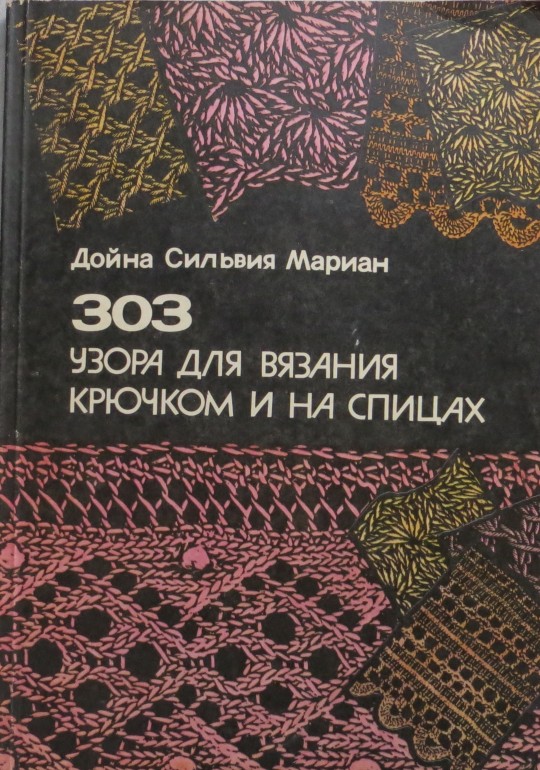 Дойна Сильвия Мариан
303
УЗОРА ДЛЯ ВЯЗАНИЯ
КРЮЧКОМ И НА СПИЦАХ